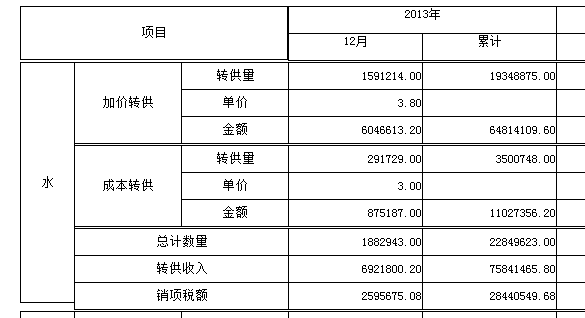 项目 2013年
12月 累计
水 加价转供 转供量 1591214.00 19348875.00
单价 3.80
金额 6046613.20 64814109.60
成本转供 转供量 291729.00 3500748.00
单价 3.00
金额 875187.00 11027356.20
总计数量 1882943.00 22849623.00
转供收入 6921800.20 75841465.80
销项税额 2595675.08 28440549.68